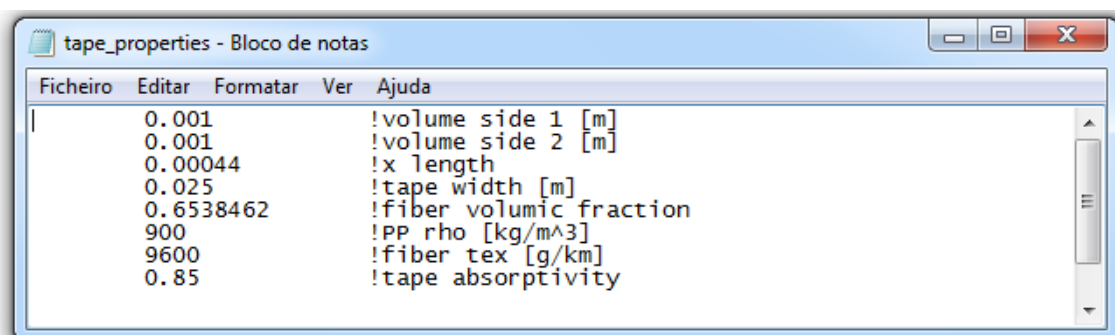 tape_properties - Bloco de notas
Ficheiro Editar Formatar Ver Ajuda
0.001 !volume side 1 [m]
0.001 !volume side 2 [m]
0.00044 !x length
0.025 !tape width [m]
0.6538462 !fiber volumic fraction
900 !PP rho [kg/m^3]
9600 !fiber tex [g/km]
0.85 !tape absorptivity